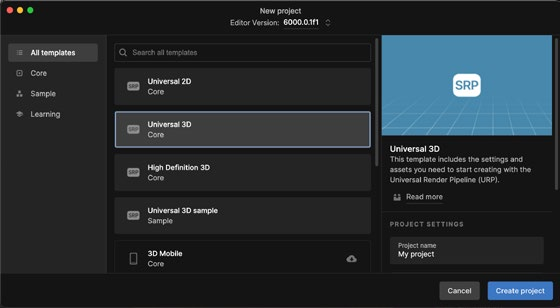 New project
Editor Version: 6000.0.1f1
All templates
Core
Sample
Learning
Search all templates
SRP
Universal 2D
Core
SRP
Universal 3D
Core
SRP
High Definition 3D
Core
SRP
Universal 3D sample
Sample
3D Mobile
Core
SRP
Universal 3D
This template includes the settings and
assets you need to start creating with the
Universal Render Pipeline (URP).
Read more
PROJECT SETTINGS
Project name
My project
Cancel
Create project